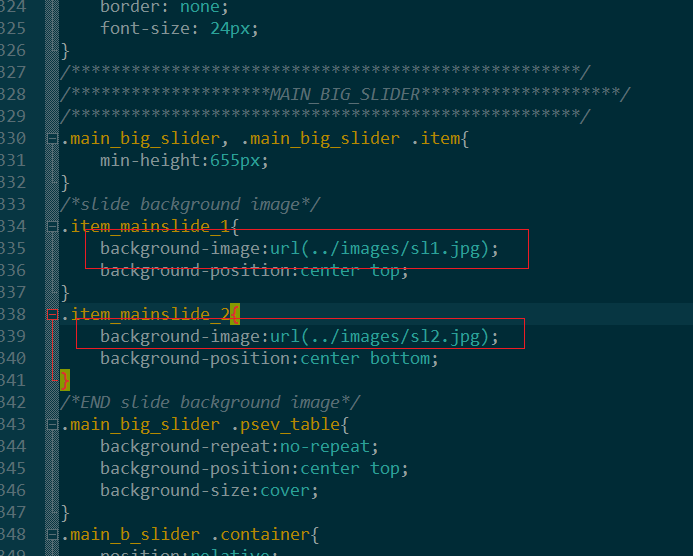 324 border: none;
325 font-size: 24px;
326 }
327 /***************************************************/
328 /********************MAIN_BIG_SLIDER********************/
329 /***************************************************/
330 .main_big_slider, .main_big_slider .item{
331 min-height:655px;
332 }
333 /*slide background image*/
334 .item_mainslide_1{
335 background-image:url(../images/sl1.jpg);
336 background-position:center top;
337 }
338 .item_mainslide_2{
339 background-image:url(../images/sl2.jpg);
340 background-position:center bottom;
341 }
342 /*END slide background image*/
343 .main_big_slider .psev_table{
344 background-repeat:no-repeat;
345 background-position:center top;
346 background-size:cover;
347 }
348 .main_b_slider .container{
349 position:relative;